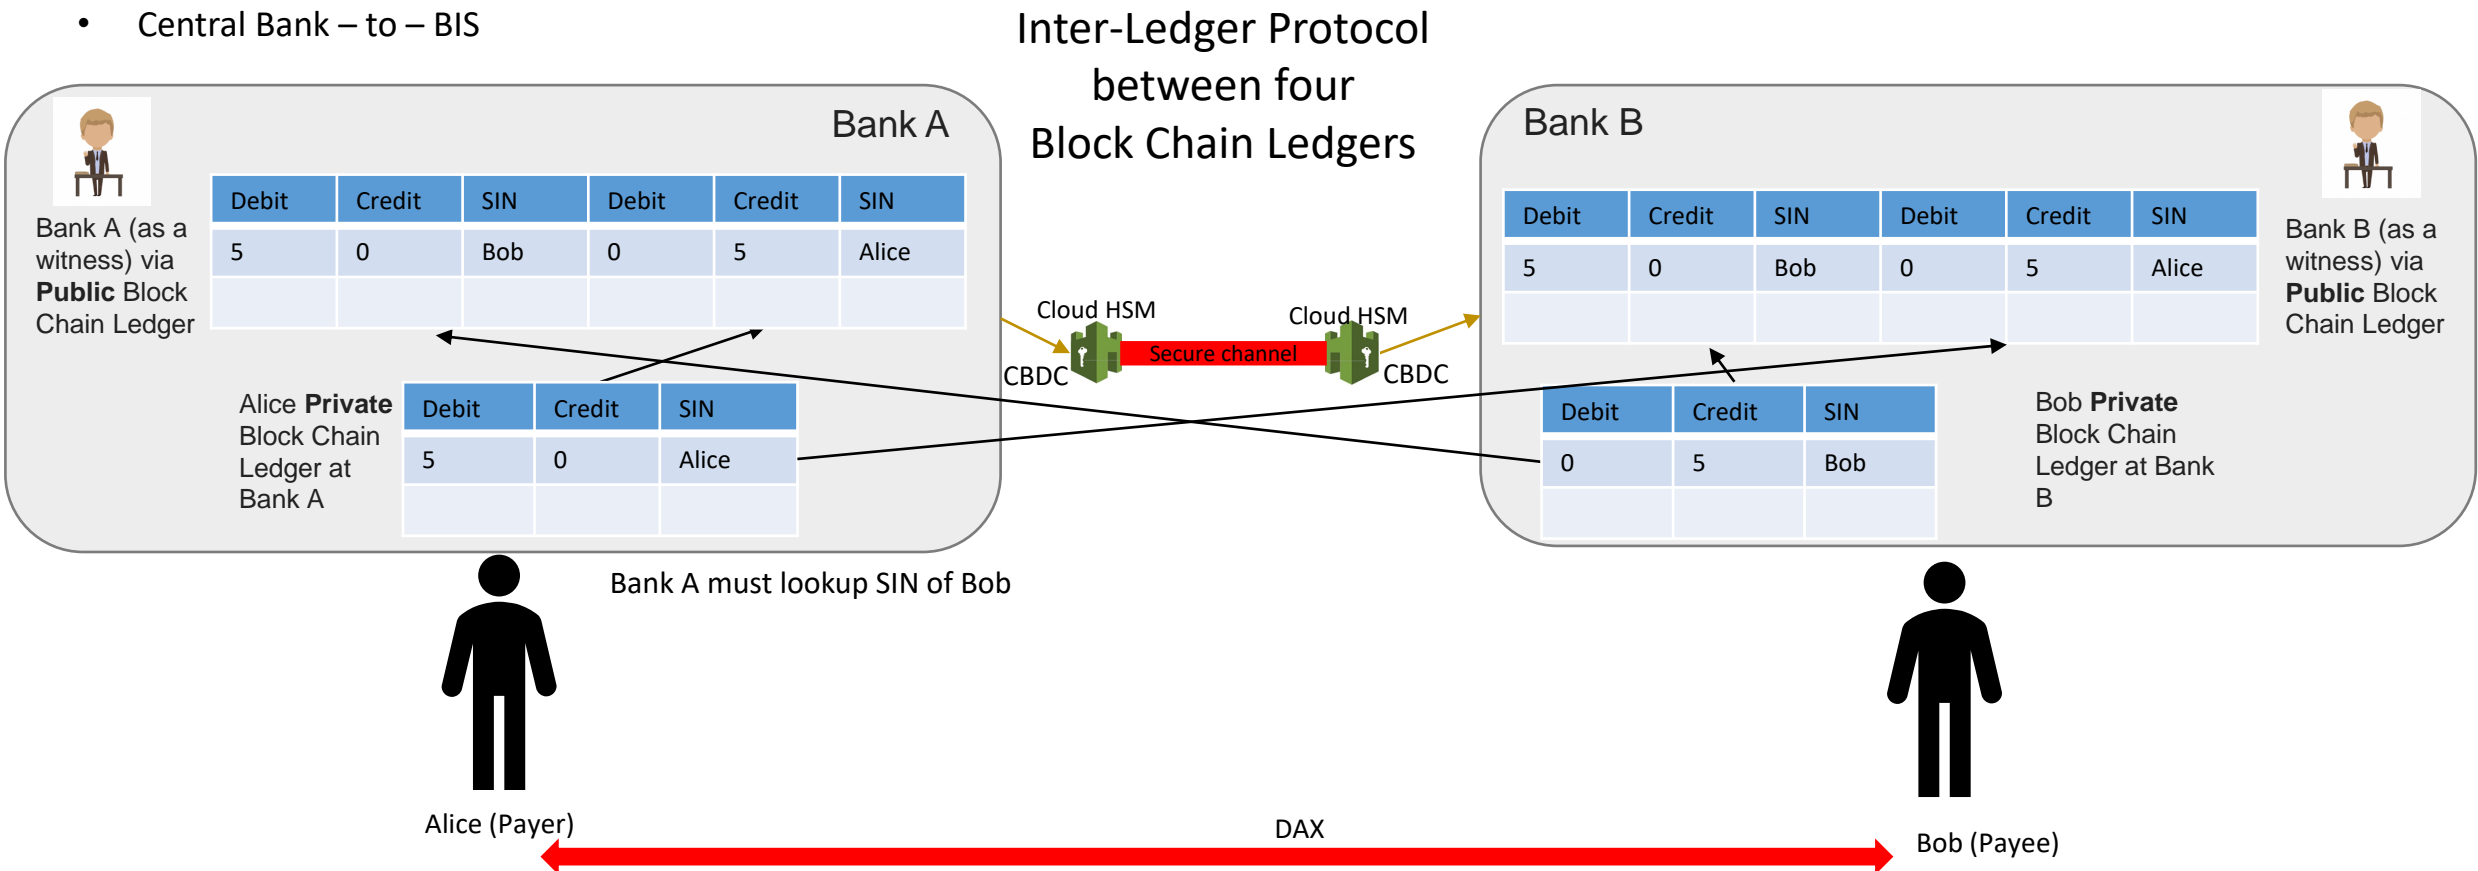 • Central Bank – to – BIS
Inter-Ledger Protocol
between four
Block Chain Ledgers
Bank A
Bank A (as a
witness) via
Public Block
Chain Ledger
Debit Credit SIN Debit Credit SIN
5 0 Bob 0 5 Alice
Alice Private
Block Chain
Ledger at
Bank A
Debit Credit SIN
5 0 Alice
Cloud HSM
CBDC
Secure channel
Cloud HSM
CBDC
Bank B
Debit Credit SIN Debit Credit SIN
5 0 Bob 0 5 Alice
Bank B (as a
witness) via
Public Block
Chain Ledger
Debit Credit SIN
0 5 Bob
Bob Private
Block Chain
Ledger at Bank
B
Bank A must lookup SIN of Bob
Alice (Payer)
DAX
Bob (Payee)